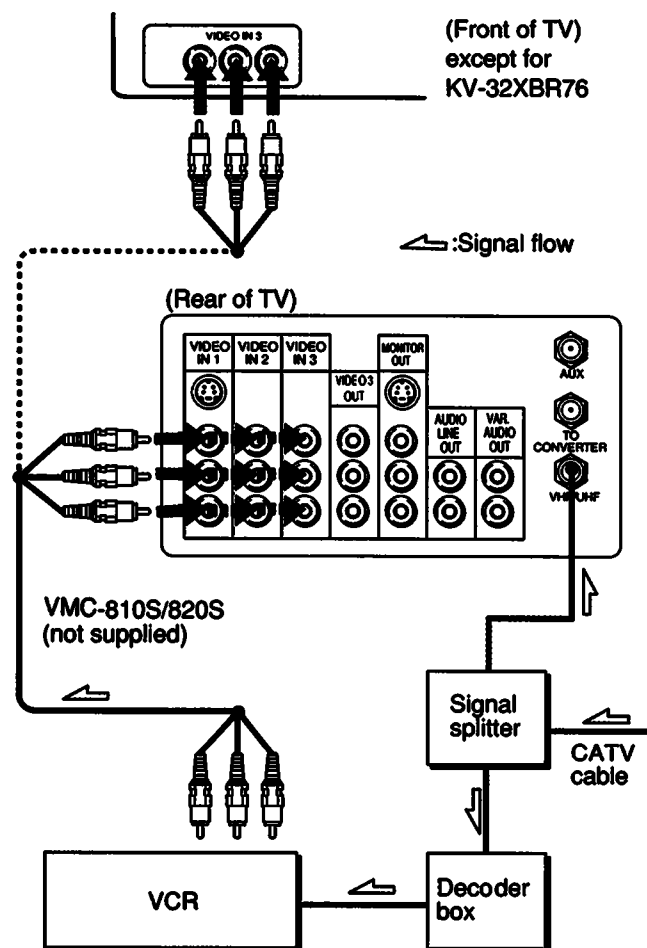 VIDEO IN 3
(Front of TV)
except for
KV-32XBR76
:Signal flow
(Rear of TV)
VIDEO
IN 1
VIDEO
IN 2
VIDEO
IN 3
VIDEO 3
OUT
MONITOR
OUT
AUDIO
LINE
OUT
VAR.
AUDIO
OUT
AUX
TO
CONVERTER
VHF/UHF
VMC-810S/820S
(not supplied)
Signal
splitter
CATV
cable
VCR
Decoder
box